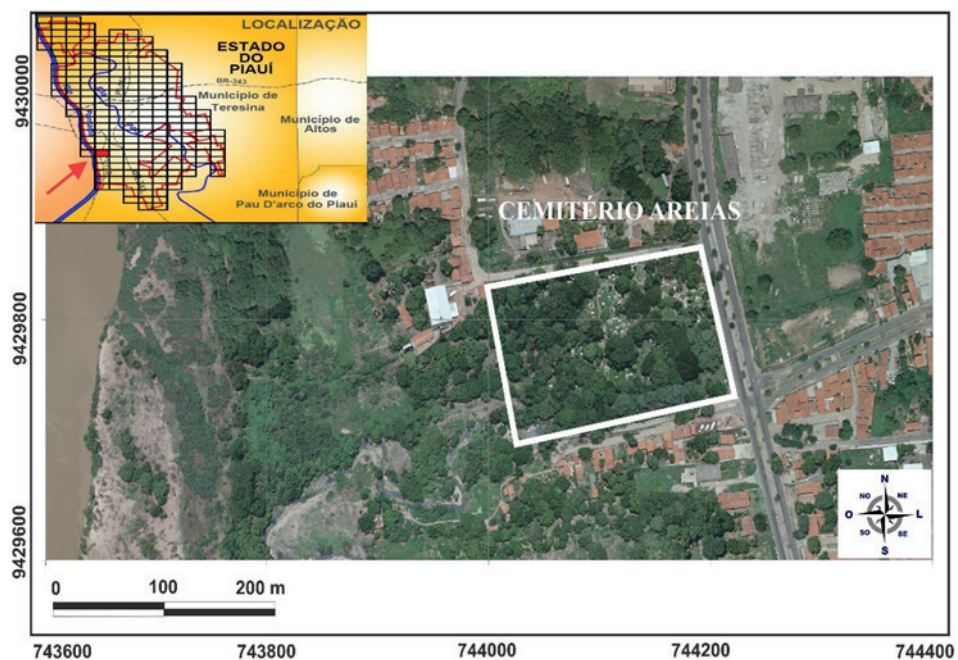 LOCALIZAÇÃO
ESTADO
DO
PIAUÍ
BR-343
Município de
Teresina
Município de
Altos
Município de
Pau D'arco do Piauí
9430000
CEMITÉRIO AREIAS
9429800
9429600
N
NO NE
O L
SO SE
S
0 100 200 m
743600 743800 744000 744200 744400